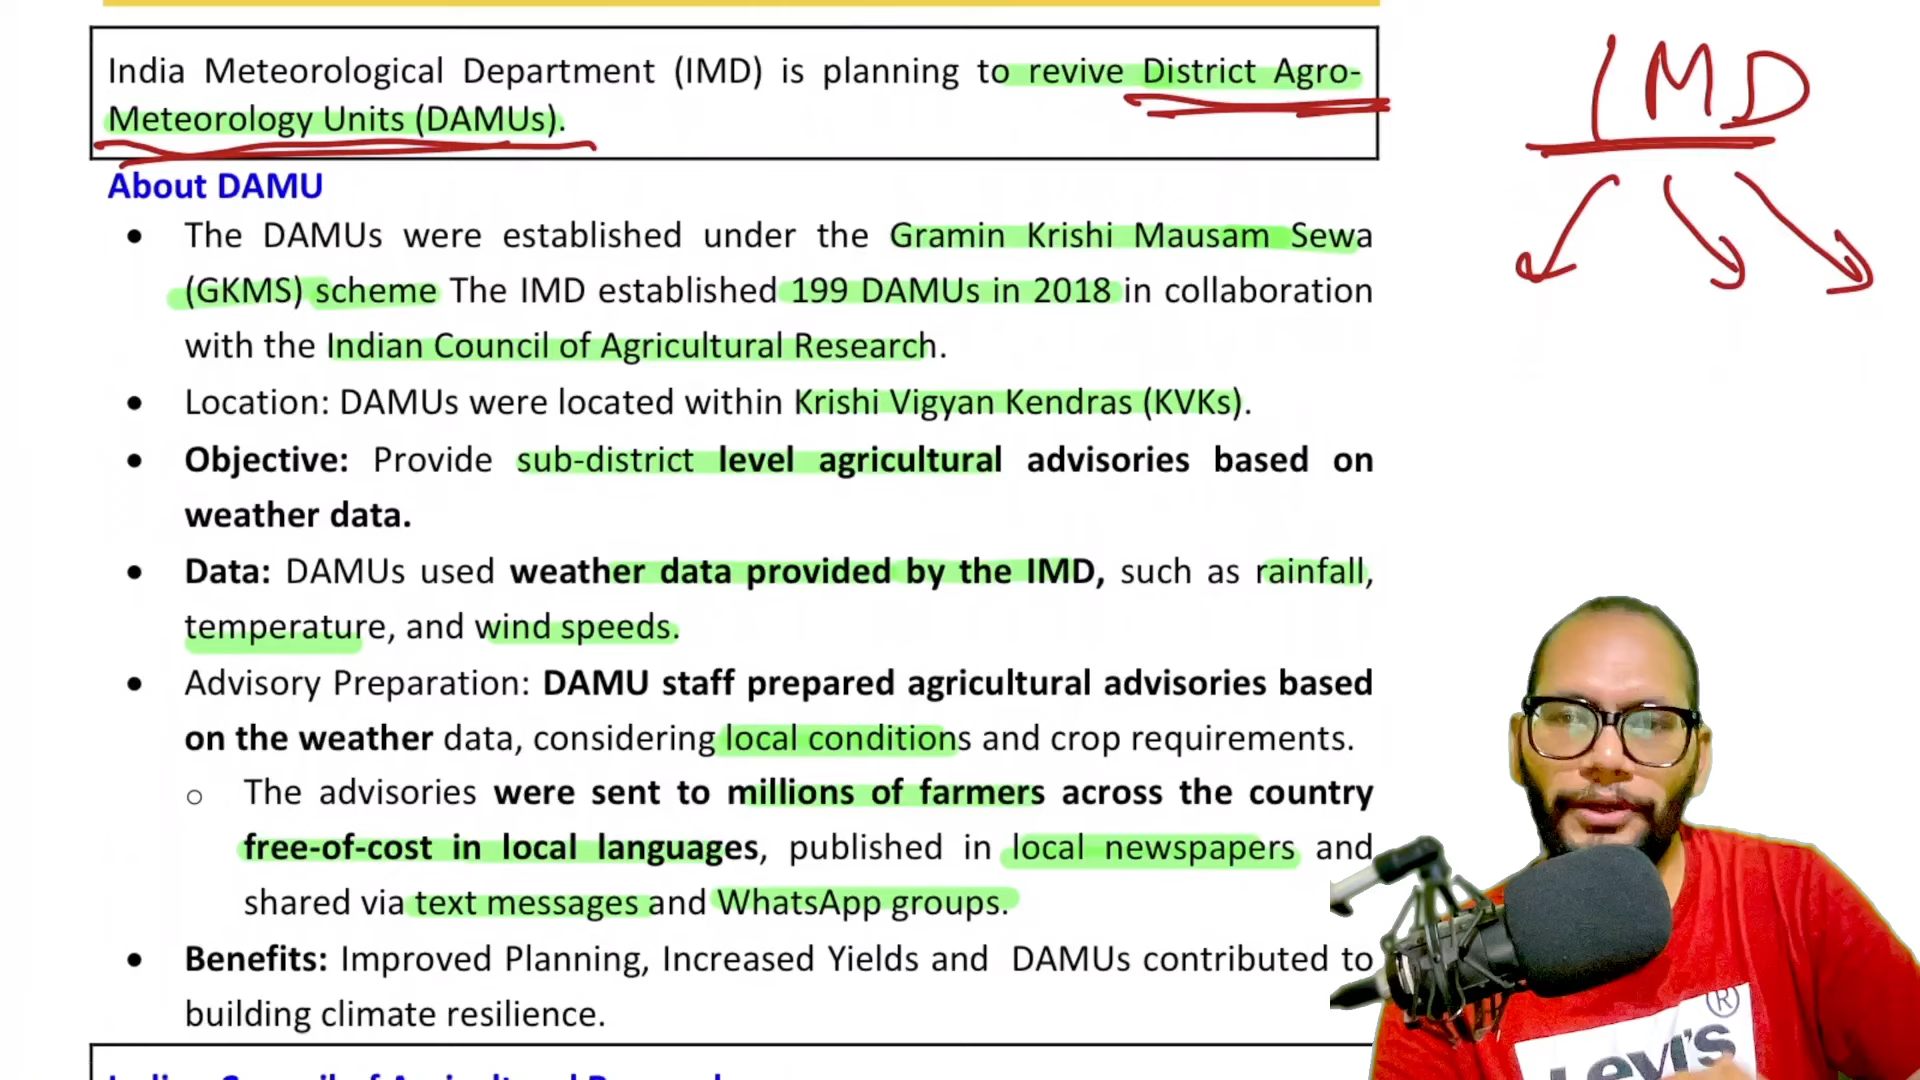 India Meteorological Department (IMD) is planning to revive District Agro-
Meteorology Units (DAMUs).
IMD
About DAMU
• The DAMUs were established under the Gramin Krishi Mausam Sewa
(GKMS) scheme The IMD established 199 DAMUs in 2018 in collaboration
with the Indian Council of Agricultural Research.
• Location: DAMUs were located within Krishi Vigyan Kendras (KVKs).
• Objective: Provide sub-district level agricultural advisories based on
weather data.
• Data: DAMUs used weather data provided by the IMD, such as rainfall,
temperature, and wind speeds.
• Advisory Preparation: DAMU staff prepared agricultural advisories based
on the weather data, considering local conditions and crop requirements.
o The advisories were sent to millions of farmers across the country
free-of-cost in local languages, published in local newspapers and
shared via text messages and WhatsApp groups.
• Benefits: Improved Planning, Increased Yields and DAMUs contributed to
building climate resilience.
Indian Council of Agricultural Research
Levi's ®